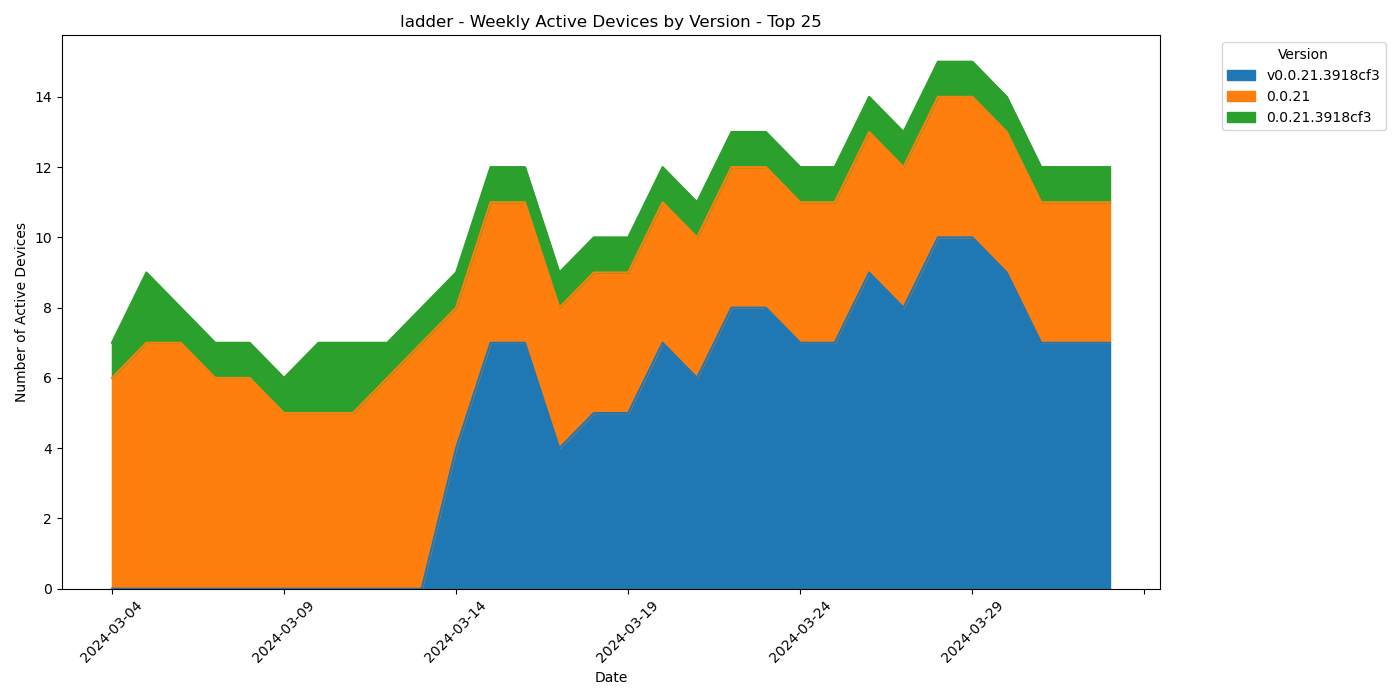 ladder - Weekly Active Devices by Version - Top 25
Version
v0.0.21.3918cf3
0.0.21
0.0.21.3918cf3
Number of Active Devices
14
12
10
8
6
4
2
0
2024-03-04
2024-03-09
2024-03-14
2024-03-19
2024-03-24
2024-03-29
Date